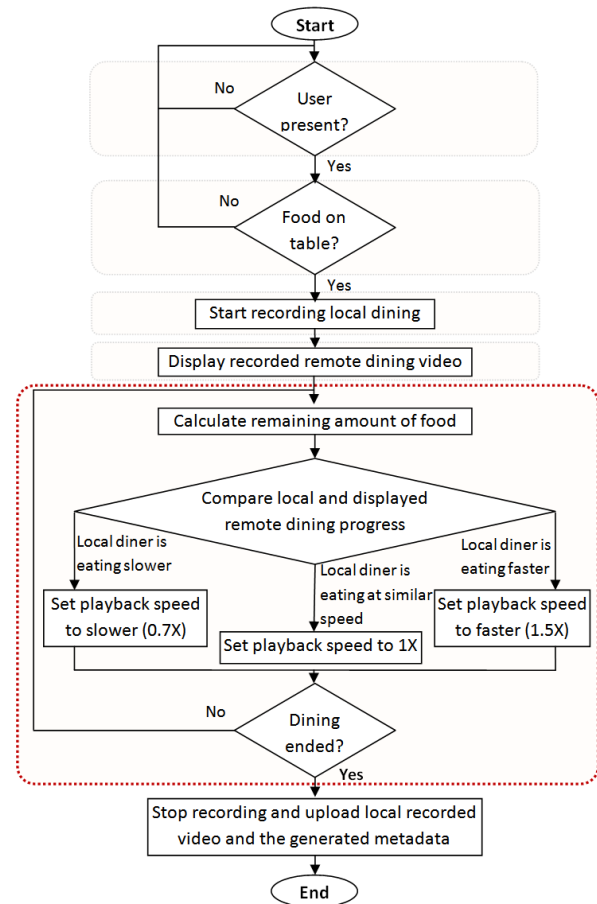 Start
No
User
present?
Yes
No
Food on
table?
Yes
Start recording local dining
Display recorded remote dining video
Calculate remaining amount of food
Compare local and displayed
remote dining progress
Local diner is
eating slower
Local diner is
eating at similar
speed
Local diner is
eating faster
Set playback speed
to slower (0.7X)
Set playback speed to 1X
Set playback speed
to faster (1.5X)
No
Dining
ended?
Yes
Stop recording and upload local recorded
video and the generated metadata
End